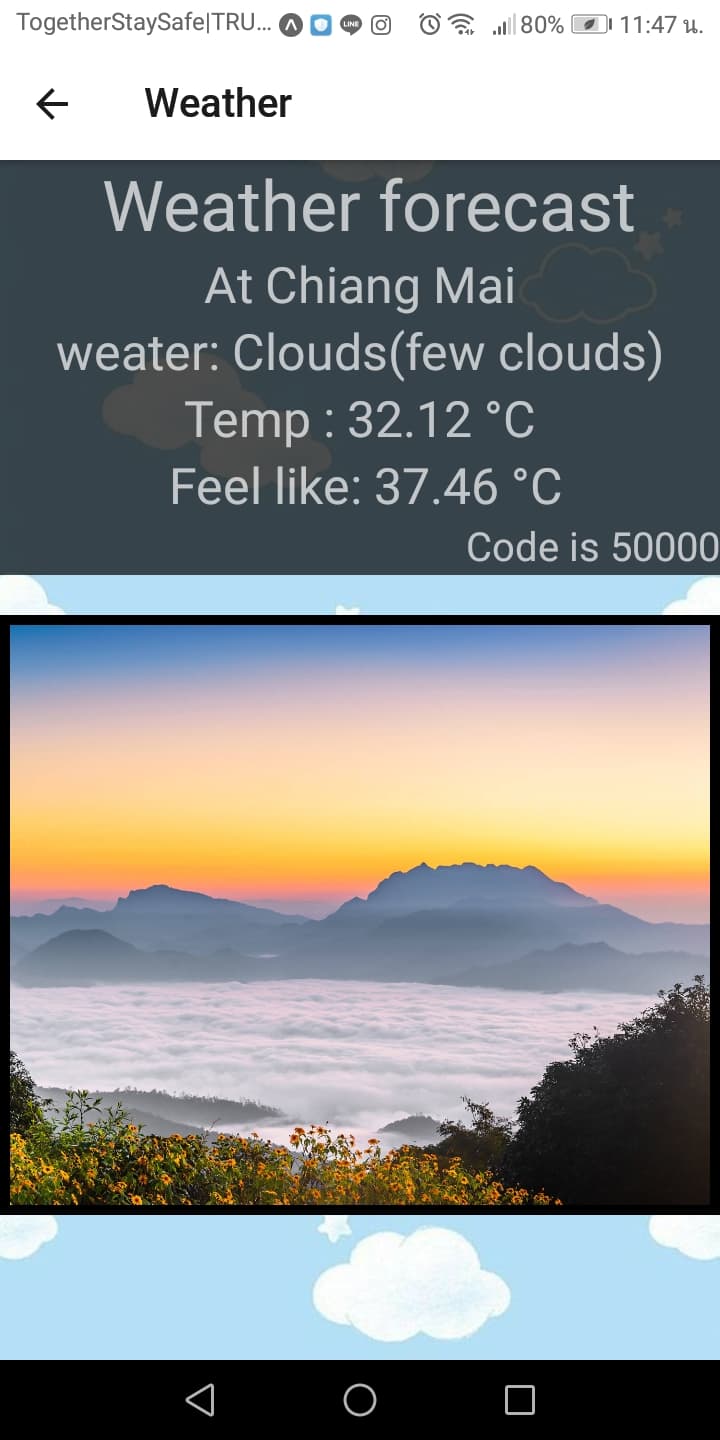 TogetherStaySafe|TRU... LINE 80% 11:47 น.
Weather
Weather forecast
At Chiang Mai
weater: Clouds(few clouds)
Temp : 32.12 °C
Feel like: 37.46 °C
Code is 50000